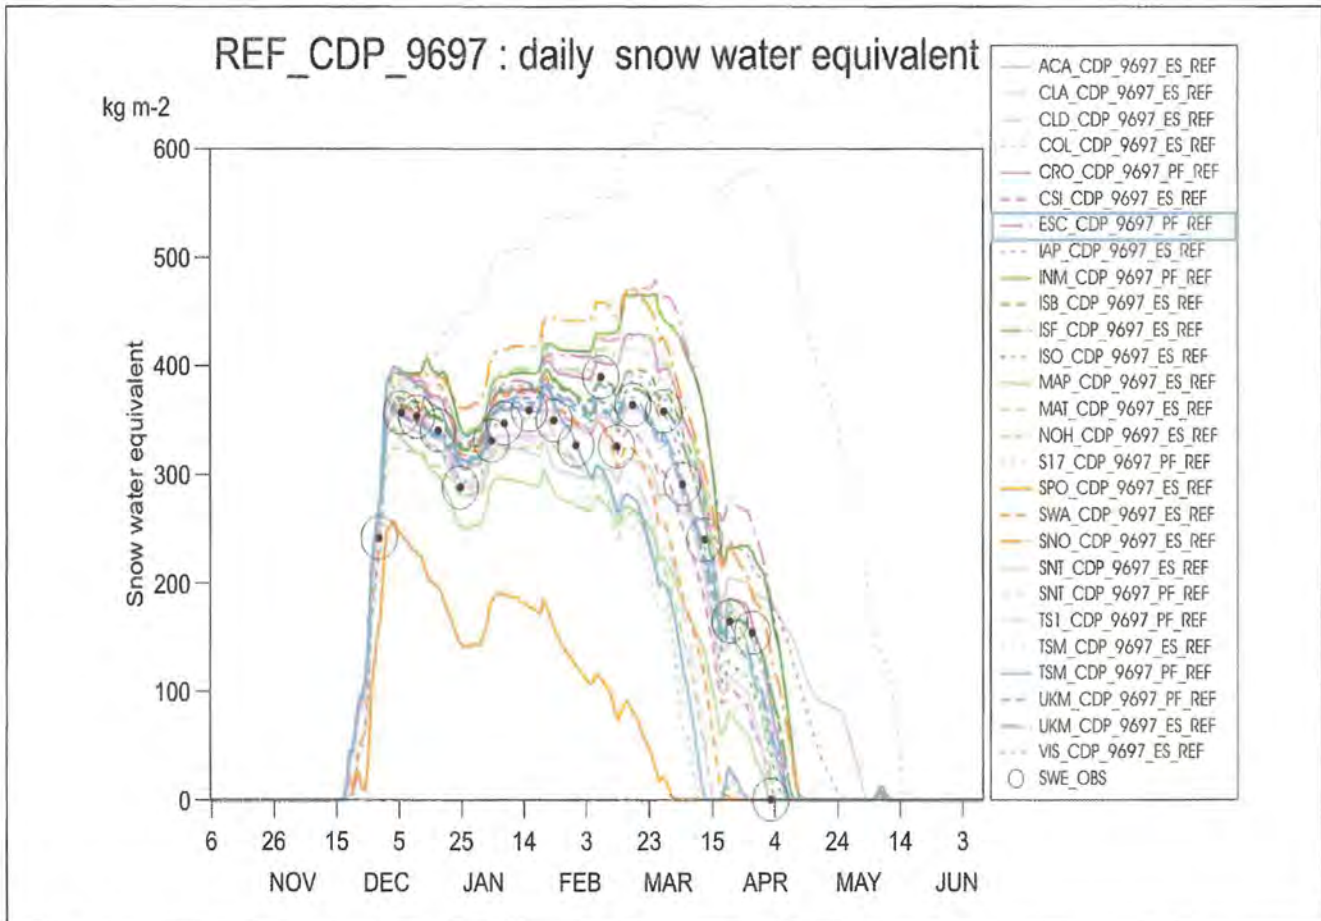 REF_CDP_9697 : daily snow water equivalent
kg m-2
Snow water equivalent
600
500
400
300
200
100
0
6 26 15 5 25 14 3 23 15 4 24 14 3
NOV DEC JAN FEB MAR APR MAY JUN
ACA_CDP_9697_ES_REF
CLA_CDP_9697_ES_REF
CLD_CDP_9697_ES_REF
COL_CDP_9697_ES_REF
CRO_CDP_9697_PF_REF
CSI_CDP_9697_ES_REF
ESC_CDP_9697_PF_REF
IAP_CDP_9697_ES_REF
INM_CDP_9697_PF_REF
ISB_CDP_9697_ES_REF
ISF_CDP_9697_ES_REF
ISO_CDP_9697_ES_REF
MAP_CDP_9697_ES_REF
MAT_CDP_9697_ES_REF
NOH_CDP_9697_ES_REF
S17_CDP_9697_PF_REF
SPO_CDP_9697_ES_REF
SWA_CDP_9697_ES_REF
SNO_CDP_9697_ES_REF
SNT_CDP_9697_ES_REF
SNT_CDP_9697_PF_REF
TS1_CDP_9697_PF_REF
TSM_CDP_9697_ES_REF
TSM_CDP_9697_PF_REF
UKM_CDP_9697_PF_REF
UKM_CDP_9697_ES_REF
VIS_CDP_9697_ES_REF
SWE_OBS